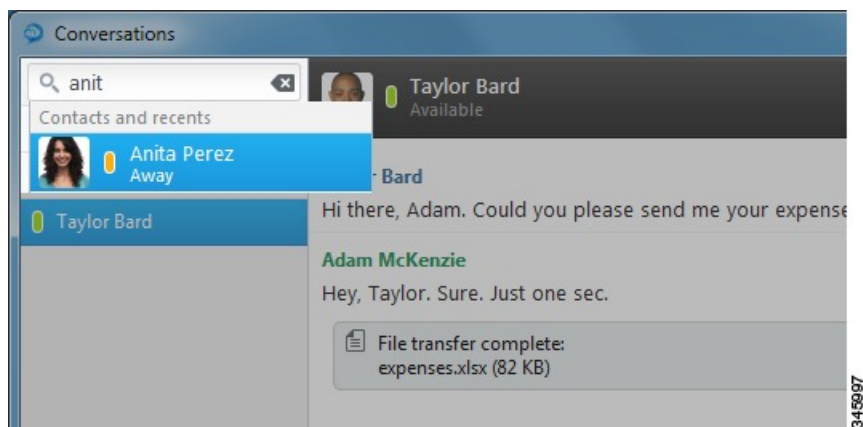 Conversations
anit
Contacts and recents
Anita Perez
Away
Taylor Bard
Taylor Bard
Available
Bard
Hi there, Adam. Could you please send me your expense
Adam McKenzie
Hey, Taylor. Sure. Just one sec.
File transfer complete:
expenses.xlsx (82 KB)
345997